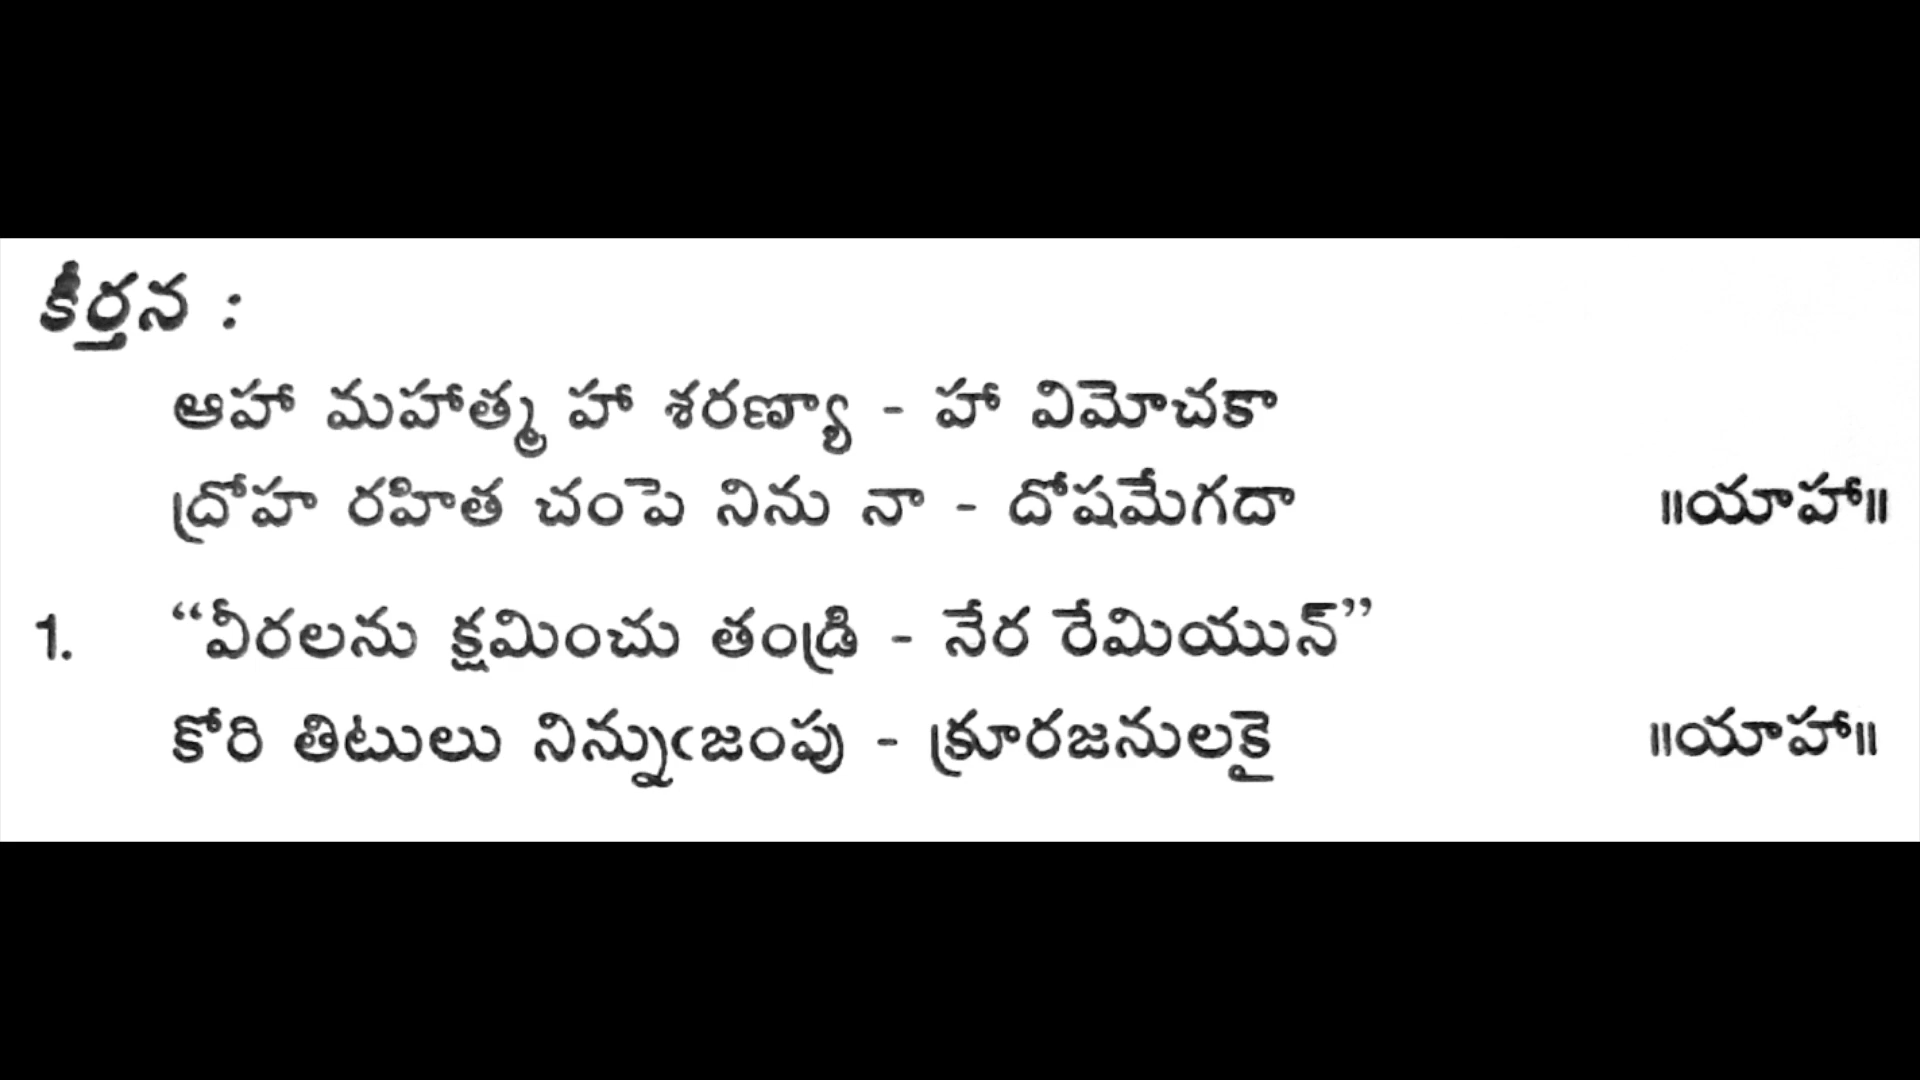 కీర్తన :
ఆహా మహాత్మ హా శరణ్యా - హా విమోచకా
ద్రోహ రహిత చంపె నిను నా - దోషమేగదా ॥యాహా॥
1. “వీరలను క్షమించు తండ్రి - నేర రేమియున్”
కోరి తిటులు నిన్నుఁజంపు - క్రూరజనులకై ॥యాహా॥